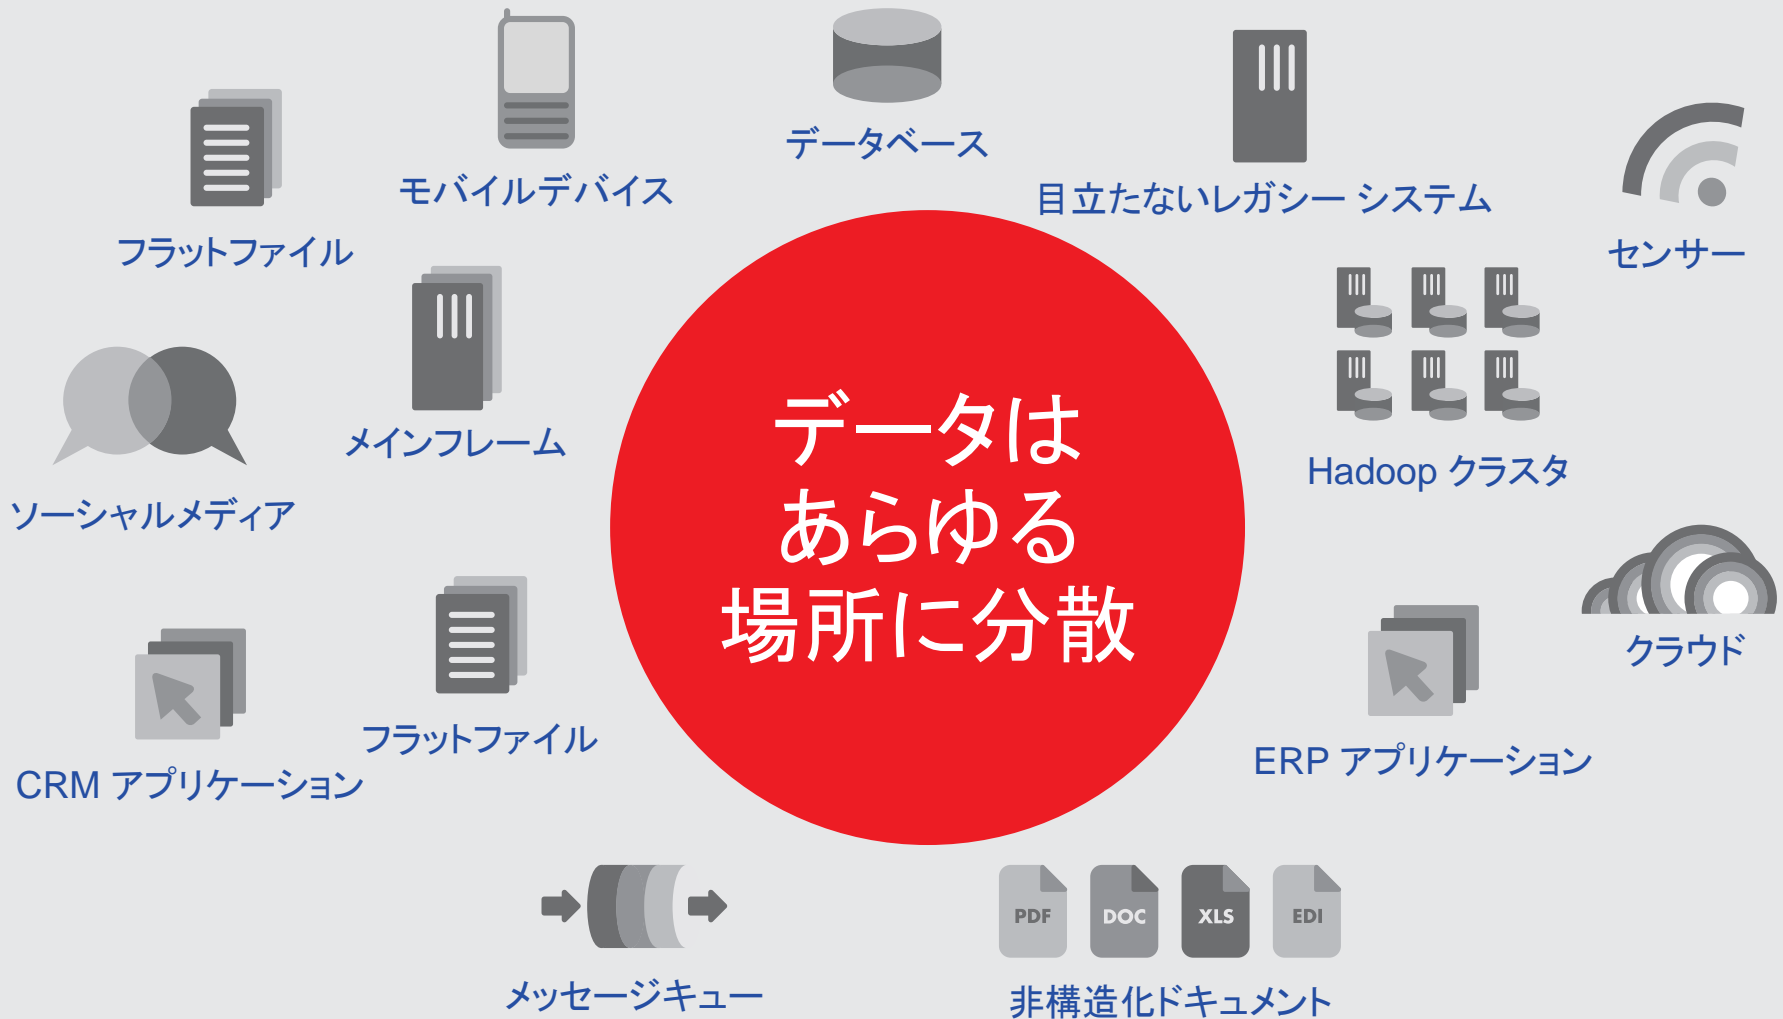 データベース
モバイルデバイス
目立たないレガシー システム
フラットファイル
センサー
メインフレーム
Hadoop クラスタ
ソーシャルメディア
データは
あらゆる
場所に分散
クラウド
フラットファイル
ERP アプリケーション
CRM アプリケーション
PDF DOC XLS EDI
メッセージキュー
非構造化ドキュメント